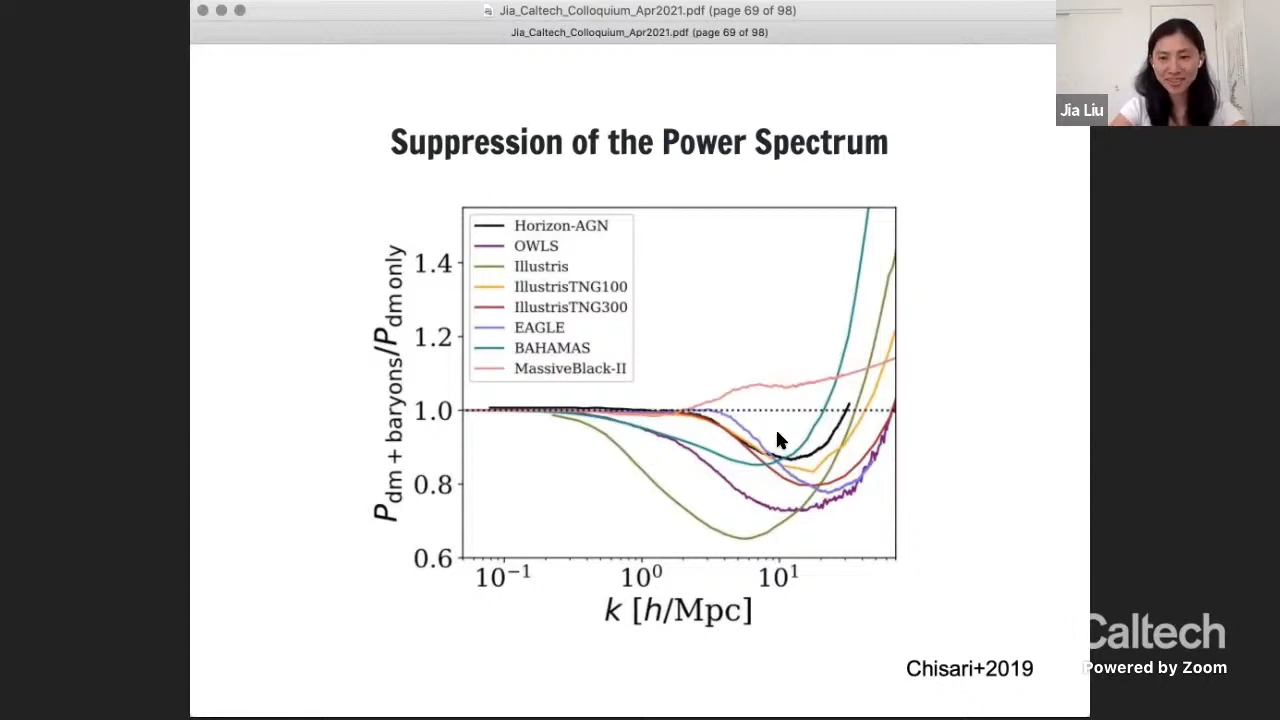 Jia_Caltech_Colloquium_Apr2021.pdf (page 69 of 98)
Jia_Caltech_Colloquium_Apr2021.pdf (page 69 of 98)
Jia Liu
Suppression of the Power Spectrum
Horizon-AGN
OWLS
Illustris
IllustrisTNG100
IllustrisTNG300
EAGLE
BAHAMAS
MassiveBlack-II
P_dm + baryons/P_dm only
1.4
1.2
1.0
0.8
0.6
10⁻¹ 10⁰ 10¹
k [h/Mpc]
Chisari+2019
Caltech
Powered by Zoom